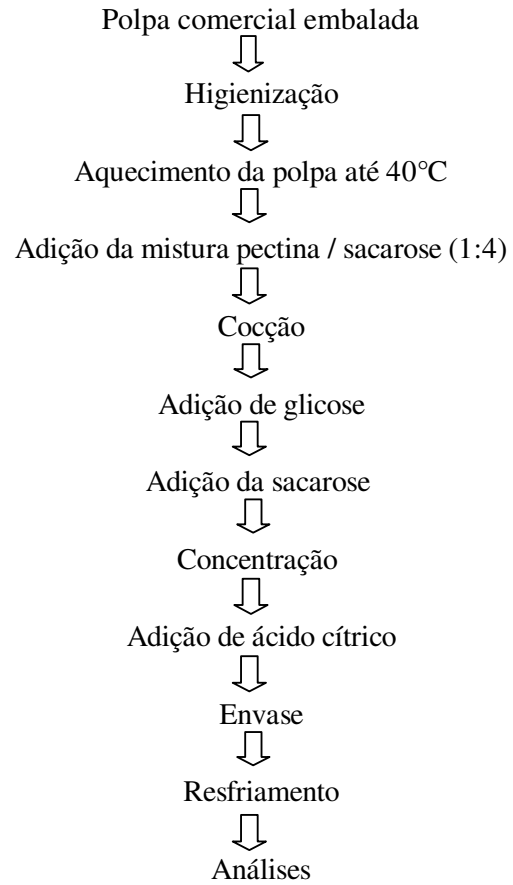 Polpa comercial embalada
Higienização
Aquecimento da polpa até 40°C
Adição da mistura pectina / sacarose (1:4)
Cocção
Adição de glicose
Adição da sacarose
Concentração
Adição de ácido cítrico
Envase
Resfriamento
Análises